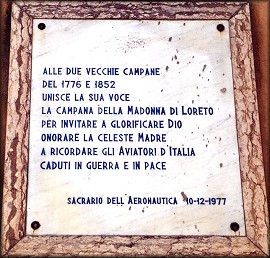 ALLE DUE VECCHIE CAMPANE
DEL 1776 E 1852
UNISCE LA SUA VOCE
LA CAMPANA DELLA MADONNA DI LORETO
PER INVITARE A GLORIFICARE DIO
ONORARE LA CELESTE MADRE
A RICORDARE GLI AVIATORI D'ITALIA
CADUTI IN GUERRA E IN PACE
SACRARIO DELL'AERONAUTICA 10-12-1977